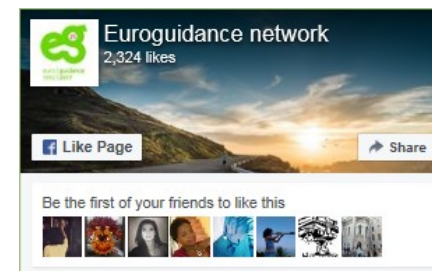 Euroguidance network
2,324 likes
Like Page
Share
Be the first of your friends to like this